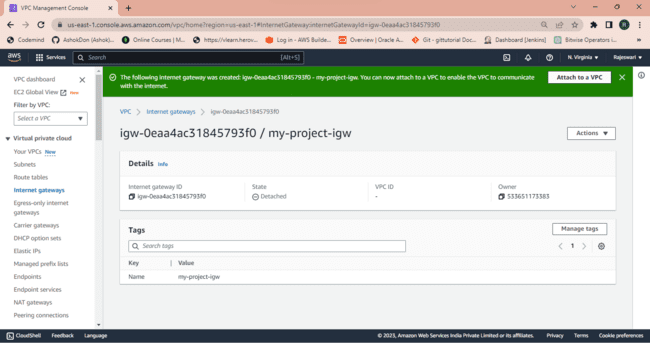 VPC Management Console
us-east-1.console.aws.amazon.com/vpc/home?region=us-east-1#InternetGateway:internetGatewayId=igw-0eaa4ac31845793f0
Codemind
AshokDon (AshokDon)
Online Courses | M...
https://vlearn.herov...
Log in - AWS Builde...
Overview | Oracle A...
Git - gittutorial Doc...
Dashboard [Jenkins]
Bitwise Operators i...
aws
Services
Search
[Alt+S]
N. Virginia
Rajeswari
VPC dashboard
EC2 Global View New
Filter by VPC:
Select a VPC
Virtual private cloud
Your VPCs New
Subnets
Route tables
Internet gateways
Egress-only internet
gateways
Carrier gateways
DHCP option sets
Elastic IPs
Managed prefix lists
Endpoints
Endpoint services
NAT gateways
Peering connections
The following internet gateway was created: igw-0eaa4ac31845793f0 - my-project-igw. You can now attach to a VPC to enable the VPC to communicate
with the internet.
Attach to a VPC
VPC > Internet gateways > igw-0eaa4ac31845793f0
igw-0eaa4ac31845793f0 / my-project-igw
Actions
Details Info
Internet gateway ID
igw-0eaa4ac31845793f0
State
Detached
VPC ID
-
Owner
533651173383
Tags
Manage tags
Search tags
1
Key Value
Name my-project-igw
CloudShell Feedback Language
© 2023, Amazon Web Services India Private Limited or its affiliates. Privacy Terms Cookie preferences